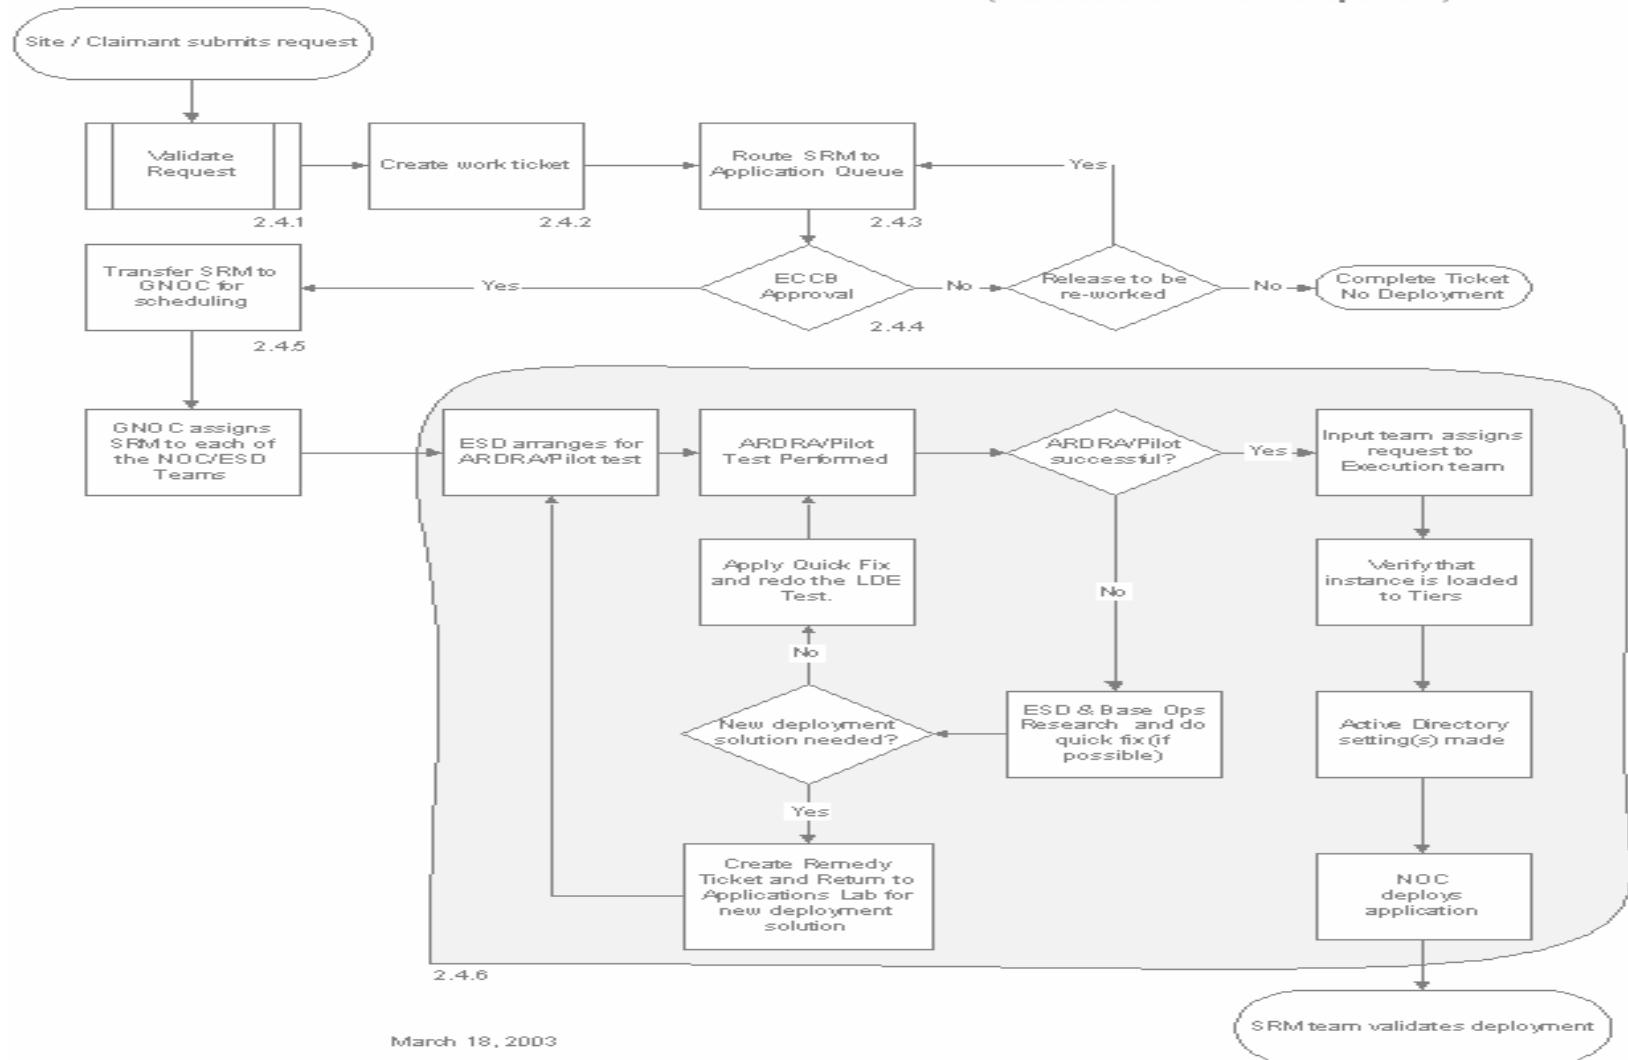 Site / Claimant submits request
Validate
Request
2.4.1
Create work ticket
2.4.2
Route SRM to
Application Queue
2.4.3
Yes
Transfer SRM to
GNOC for
scheduling
2.4.5
Yes
ECCB
Approval
2.4.4
No
Release to be
re-worked
No
Complete Ticket
No Deployment
GNOC assigns
SRM to each of
the NOC/ESD
Teams
ESD arranges for
ARDRA/Pilot test
ARDRA/Pilot
Test Performed
ARDRA/Pilot
successful?
Yes
Input team assigns
request to
Execution team
Apply Quick Fix
and redo the LDE
Test.
No
Verify that
instance is loaded
to Tiers
No
New deployment
solution needed?
ESD & Base Ops
Research and do
quick fix (if
possible)
Active Directory
setting(s) made
Yes
Create Remedy
Ticket and Return to
Applications Lab for
new deployment
solution
NOC
deploys
application
2.4.6
SRM team validates deployment
March 18, 2003